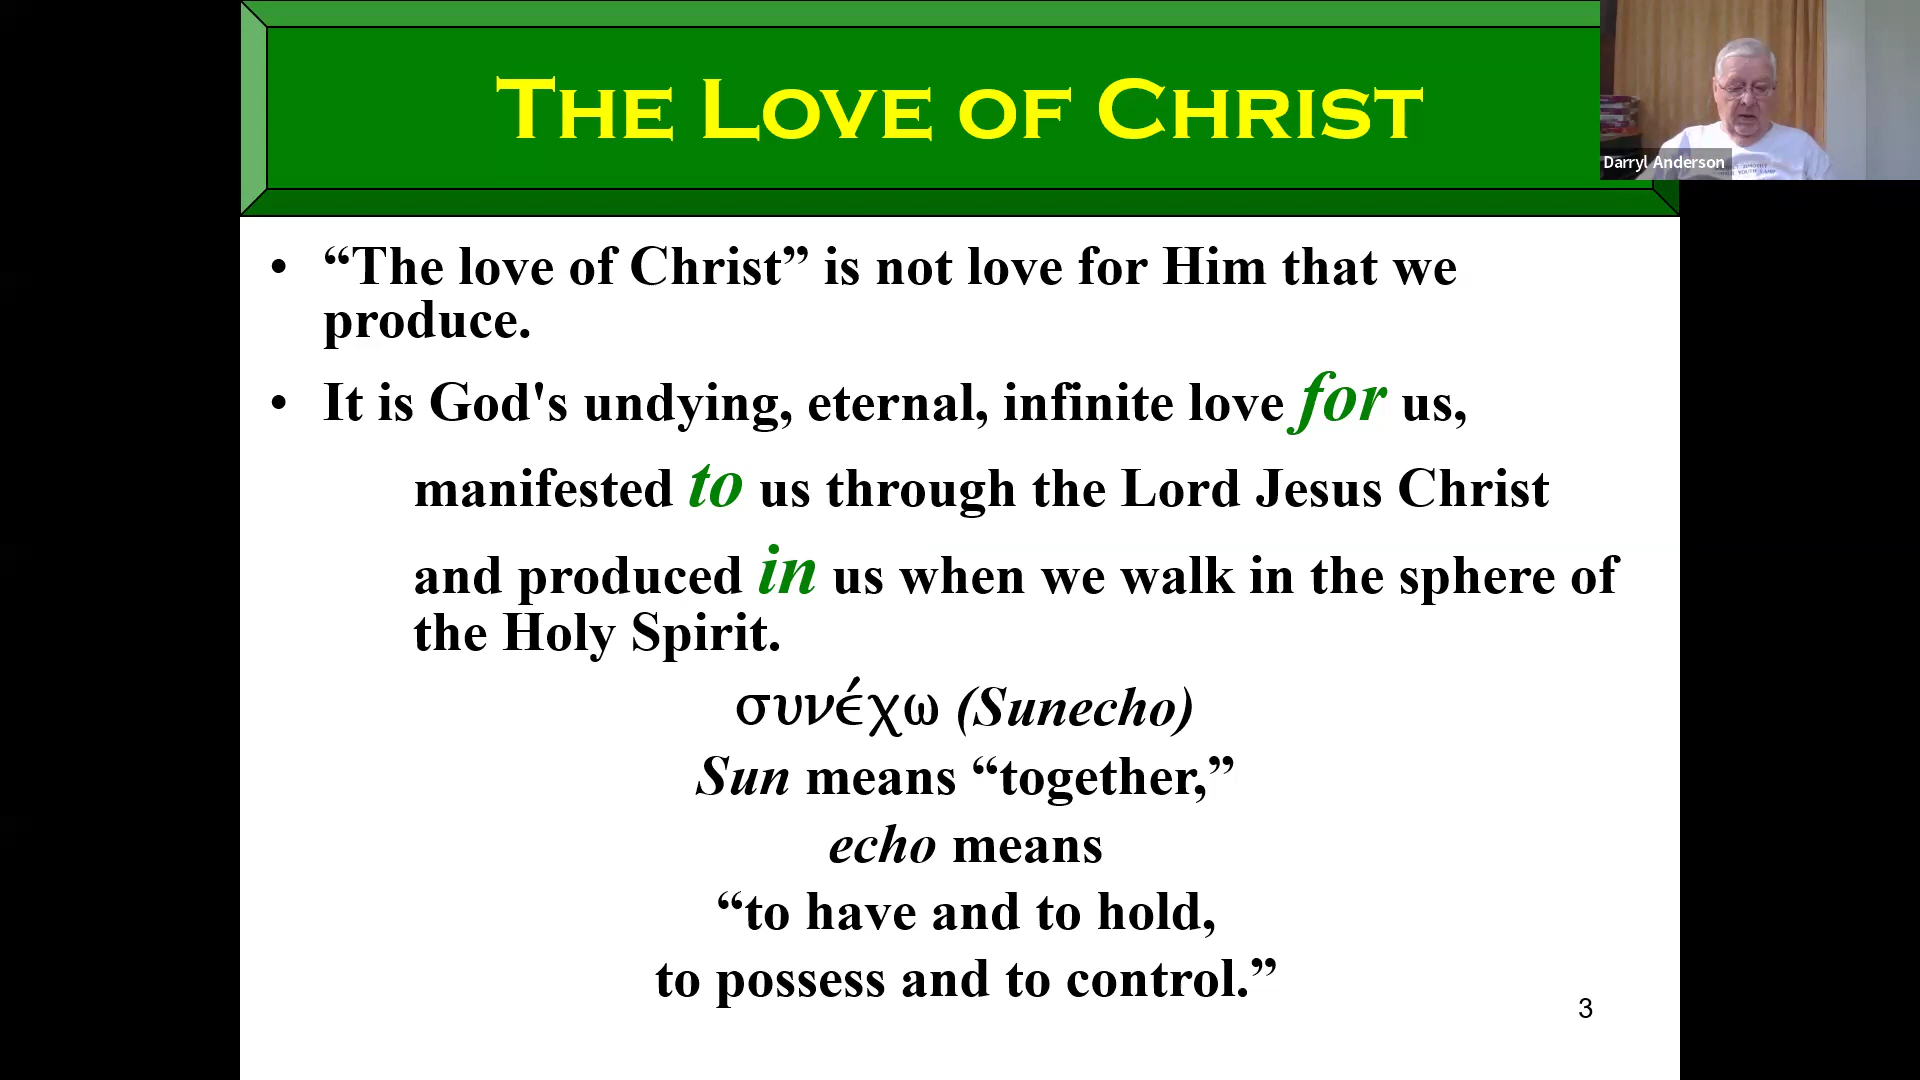 The Love of Christ
Darryl Anderson
• “The love of Christ” is not love for Him that we
produce.
• It is God's undying, eternal, infinite love for us,
manifested to us through the Lord Jesus Christ
and produced in us when we walk in the sphere of
the Holy Spirit.
συνέχω (Sunecho)
Sun means “together,”
echo means
“to have and to hold,
to possess and to control.”
3